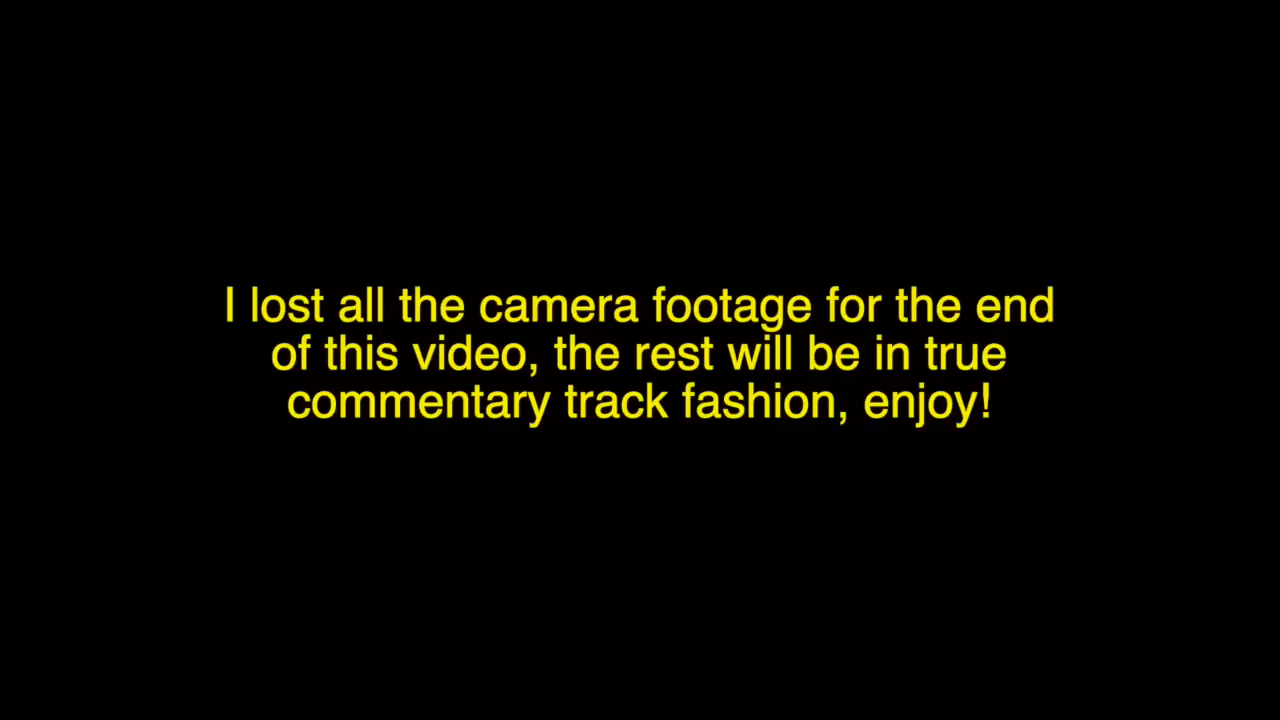 I lost all the camera footage for the end
of this video, the rest will be in true
commentary track fashion, enjoy!